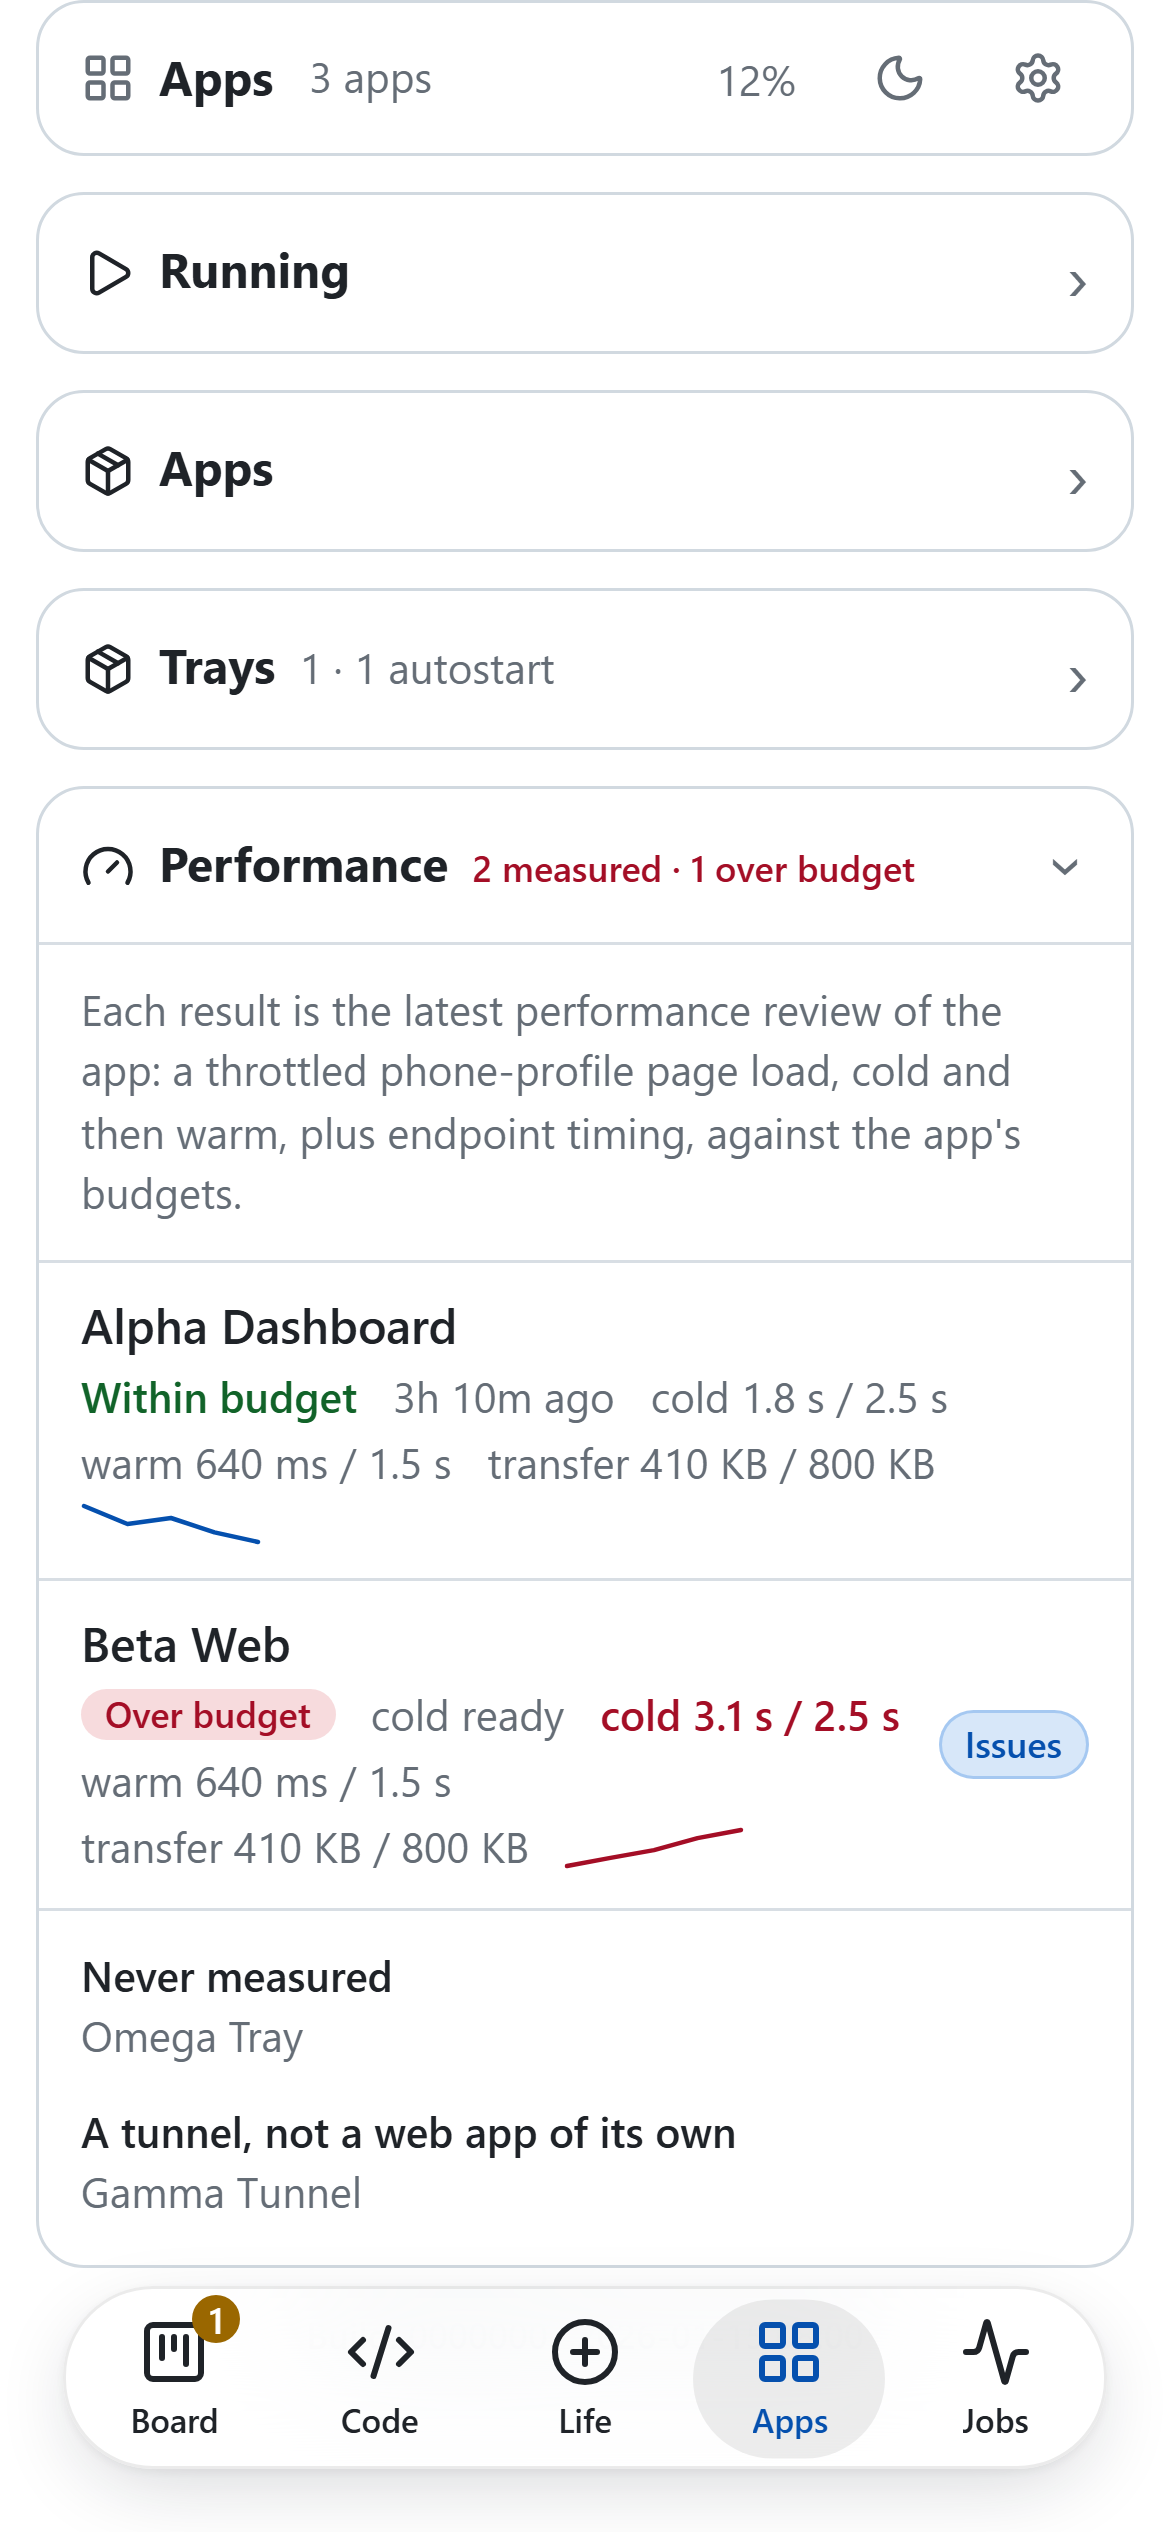 Apps 3 apps 12%
Running
Apps
Trays 1 · 1 autostart
Performance 2 measured · 1 over budget
Each result is the latest performance review of the
app: a throttled phone-profile page load, cold and
then warm, plus endpoint timing, against the app's
budgets.
Alpha Dashboard
Within budget 3h 10m ago cold 1.8 s / 2.5 s
warm 640 ms / 1.5 s transfer 410 KB / 800 KB
Beta Web
Over budget cold ready cold 3.1 s / 2.5 s
Issues
warm 640 ms / 1.5 s
transfer 410 KB / 800 KB
Never measured
Omega Tray
A tunnel, not a web app of its own
Gamma Tunnel
1
Board Code Life Apps Jobs